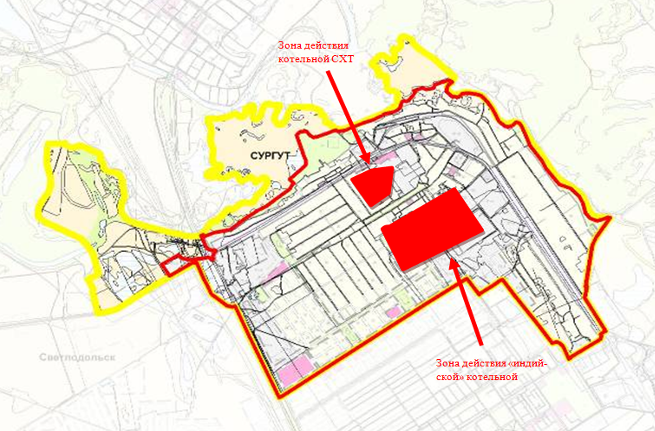 Зона действия
котельной СХТ
СУРГУТ
Светлодольск
Зона действия «индий-
ской» котельной